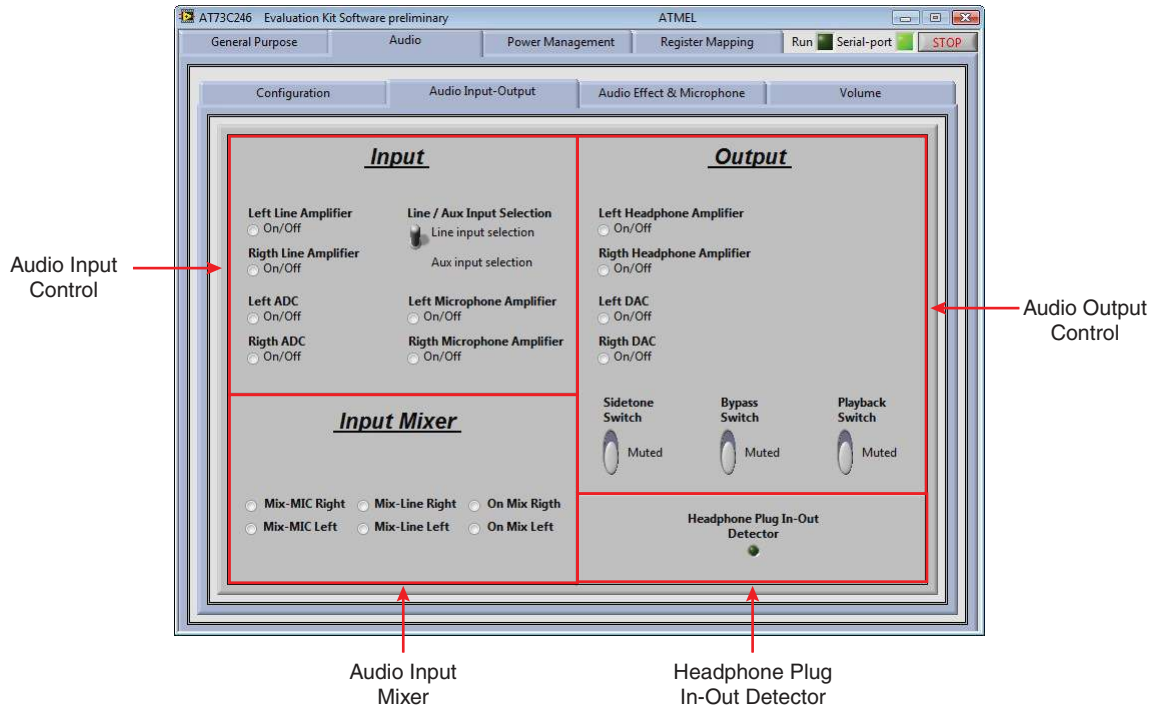 AT73C246 Evaluation Kit Software preliminary
ATMEL
General Purpose
Audio
Power Management
Register Mapping
Run
Serial-port
STOP
Configuration
Audio Input-Output
Audio Effect & Microphone
Volume
Input
Left Line Amplifier
On/Off
Rigth Line Amplifier
On/Off
Left ADC
On/Off
Rigth ADC
On/Off
Line / Aux Input Selection
Line input selection
Aux input selection
Left Microphone Amplifier
On/Off
Rigth Microphone Amplifier
On/Off
Output
Left Headphone Amplifier
On/Off
Rigth Headphone Amplifier
On/Off
Left DAC
On/Off
Rigth DAC
On/Off
Sidetone
Switch
Muted
Bypass
Switch
Muted
Playback
Switch
Muted
Input Mixer
Mix-MIC Right
Mix-Line Right
On Mix Rigth
Mix-MIC Left
Mix-Line Left
On Mix Left
Headphone Plug In-Out
Detector
Audio Input
Control
Audio Output
Control
Audio Input
Mixer
Headphone Plug
In-Out Detector